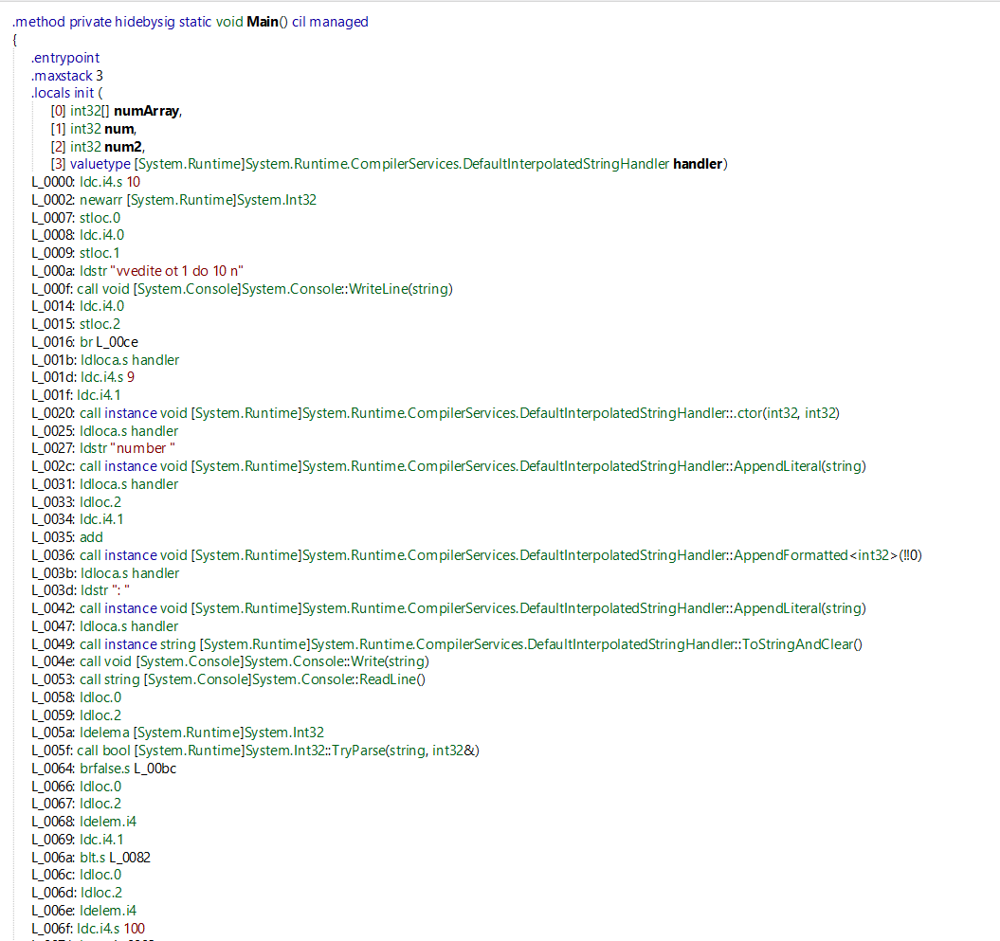 .method private hidebysig static void Main() cil managed
{
.entrypoint
.maxstack 3
.locals init (
[0] int32[] numArray,
[1] int32 num,
[2] int32 num2,
[3] valuetype [System.Runtime]System.Runtime.CompilerServices.DefaultInterpolatedStringHandler handler)
L_0000: ldc.i4.s 10
L_0002: newarr [System.Runtime]System.Int32
L_0007: stloc.0
L_0008: ldc.i4.0
L_0009: stloc.1
L_000a: ldstr "vvedite ot 1 do 10 n"
L_000f: call void [System.Console]System.Console::WriteLine(string)
L_0014: ldc.i4.0
L_0015: stloc.2
L_0016: br L_00ce
L_001b: ldloca.s handler
L_001d: ldc.i4.s 9
L_001f: ldc.i4.1
L_0020: call instance void [System.Runtime]System.Runtime.CompilerServices.DefaultInterpolatedStringHandler::.ctor(int32, int32)
L_0025: ldloca.s handler
L_0027: ldstr "number "
L_002c: call instance void [System.Runtime]System.Runtime.CompilerServices.DefaultInterpolatedStringHandler::AppendLiteral(string)
L_0031: ldloca.s handler
L_0033: ldloc.2
L_0034: ldc.i4.1
L_0035: add
L_0036: call instance void [System.Runtime]System.Runtime.CompilerServices.DefaultInterpolatedStringHandler::AppendFormatted<int32>(!!0)
L_003b: ldloca.s handler
L_003d: ldstr ": "
L_0042: call instance void [System.Runtime]System.Runtime.CompilerServices.DefaultInterpolatedStringHandler::AppendLiteral(string)
L_0047: ldloca.s handler
L_0049: call instance string [System.Runtime]System.Runtime.CompilerServices.DefaultInterpolatedStringHandler::ToStringAndClear()
L_004e: call void [System.Console]System.Console::Write(string)
L_0053: call string [System.Console]System.Console::ReadLine()
L_0058: ldloc.0
L_0059: ldloc.2
L_005a: ldelema [System.Runtime]System.Int32
L_005f: call bool [System.Runtime]System.Int32::TryParse(string, int32&)
L_0064: brfalse.s L_00bc
L_0066: ldloc.0
L_0067: ldloc.2
L_0068: ldelem.i4
L_0069: ldc.i4.1
L_006a: blt.s L_0082
L_006c: ldloc.0
L_006d: ldloc.2
L_006e: ldelem.i4
L_006f: ldc.i4.s 100